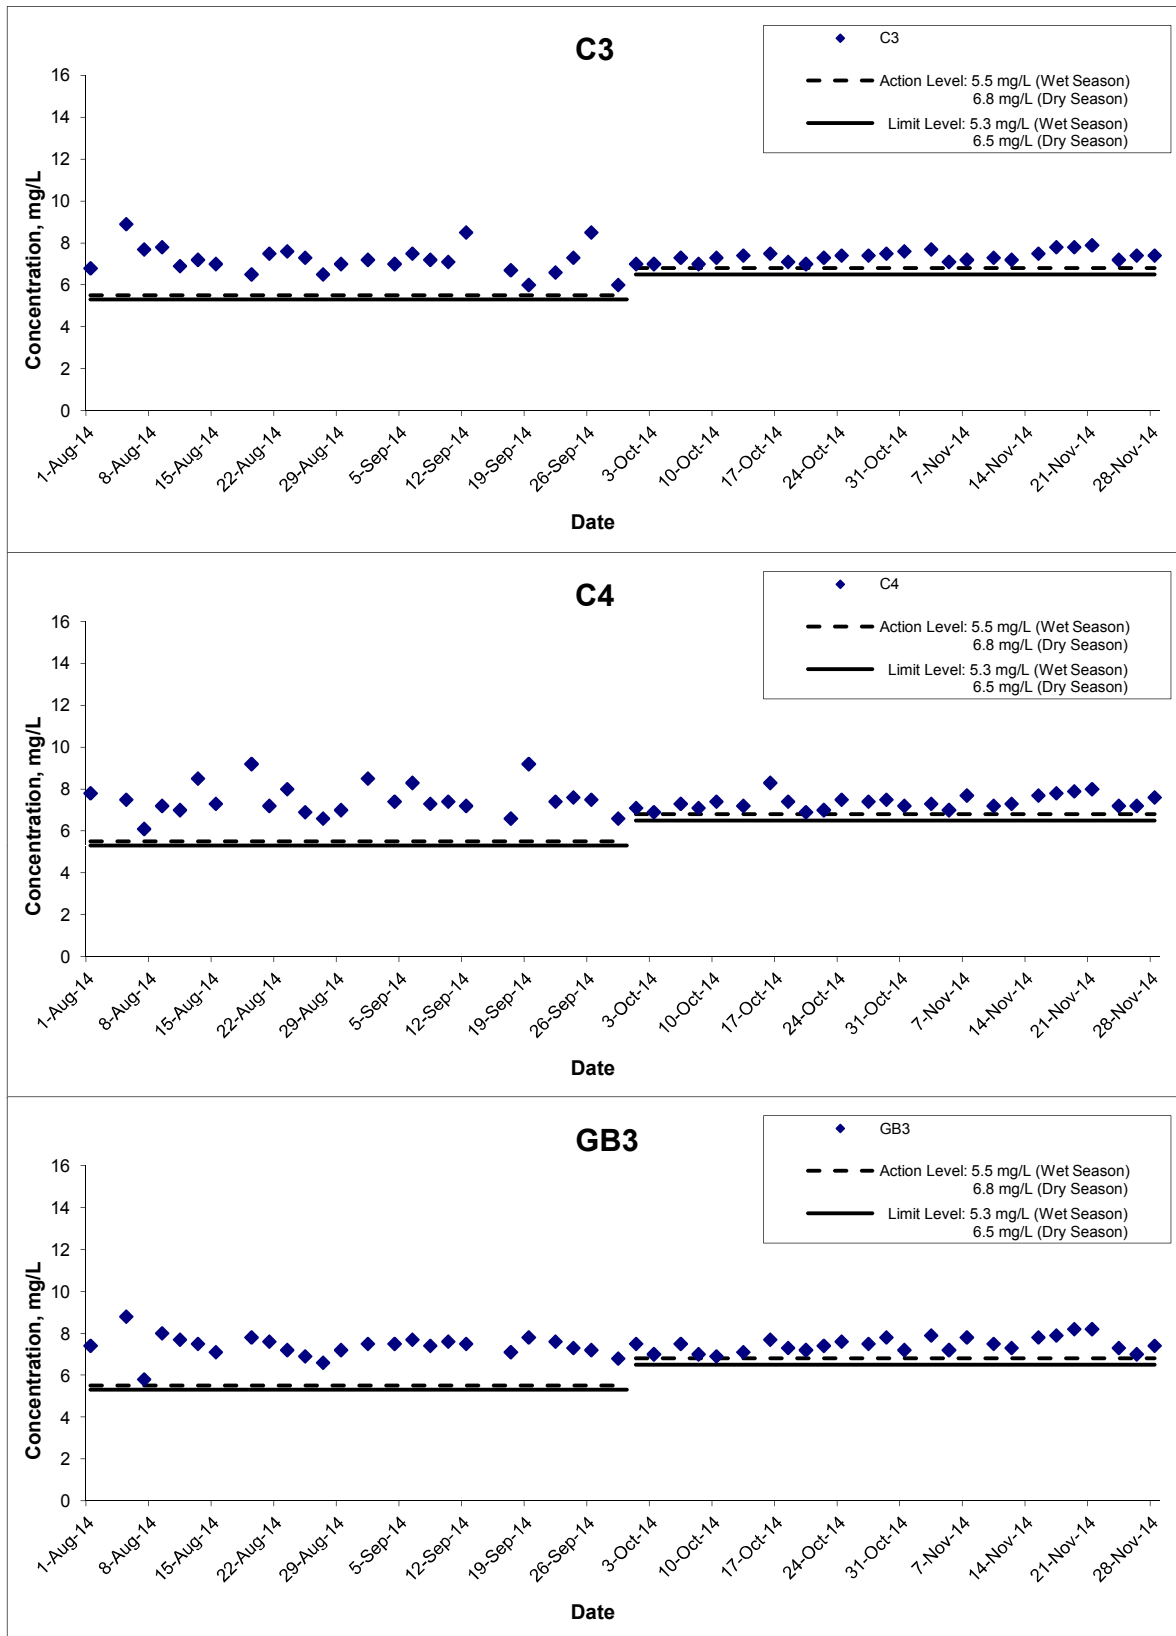 C3
C3
Action Level: 5.5 mg/L (Wet Season)
6.8 mg/L (Dry Season)
Limit Level: 5.3 mg/L (Wet Season)
6.5 mg/L (Dry Season)
Concentration, mg/L
16
14
12
10
8
6
4
2
0
1-Aug-14
8-Aug-14
15-Aug-14
22-Aug-14
29-Aug-14
5-Sep-14
12-Sep-14
19-Sep-14
26-Sep-14
3-Oct-14
10-Oct-14
17-Oct-14
24-Oct-14
31-Oct-14
7-Nov-14
14-Nov-14
21-Nov-14
28-Nov-14
Date
C4
C4
Action Level: 5.5 mg/L (Wet Season)
6.8 mg/L (Dry Season)
Limit Level: 5.3 mg/L (Wet Season)
6.5 mg/L (Dry Season)
Concentration, mg/L
16
14
12
10
8
6
4
2
0
1-Aug-14
8-Aug-14
15-Aug-14
22-Aug-14
29-Aug-14
5-Sep-14
12-Sep-14
19-Sep-14
26-Sep-14
3-Oct-14
10-Oct-14
17-Oct-14
24-Oct-14
31-Oct-14
7-Nov-14
14-Nov-14
21-Nov-14
28-Nov-14
Date
GB3
GB3
Action Level: 5.5 mg/L (Wet Season)
6.8 mg/L (Dry Season)
Limit Level: 5.3 mg/L (Wet Season)
6.5 mg/L (Dry Season)
Concentration, mg/L
16
14
12
10
8
6
4
2
0
1-Aug-14
8-Aug-14
15-Aug-14
22-Aug-14
29-Aug-14
5-Sep-14
12-Sep-14
19-Sep-14
26-Sep-14
3-Oct-14
10-Oct-14
17-Oct-14
24-Oct-14
31-Oct-14
7-Nov-14
14-Nov-14
21-Nov-14
28-Nov-14
Date